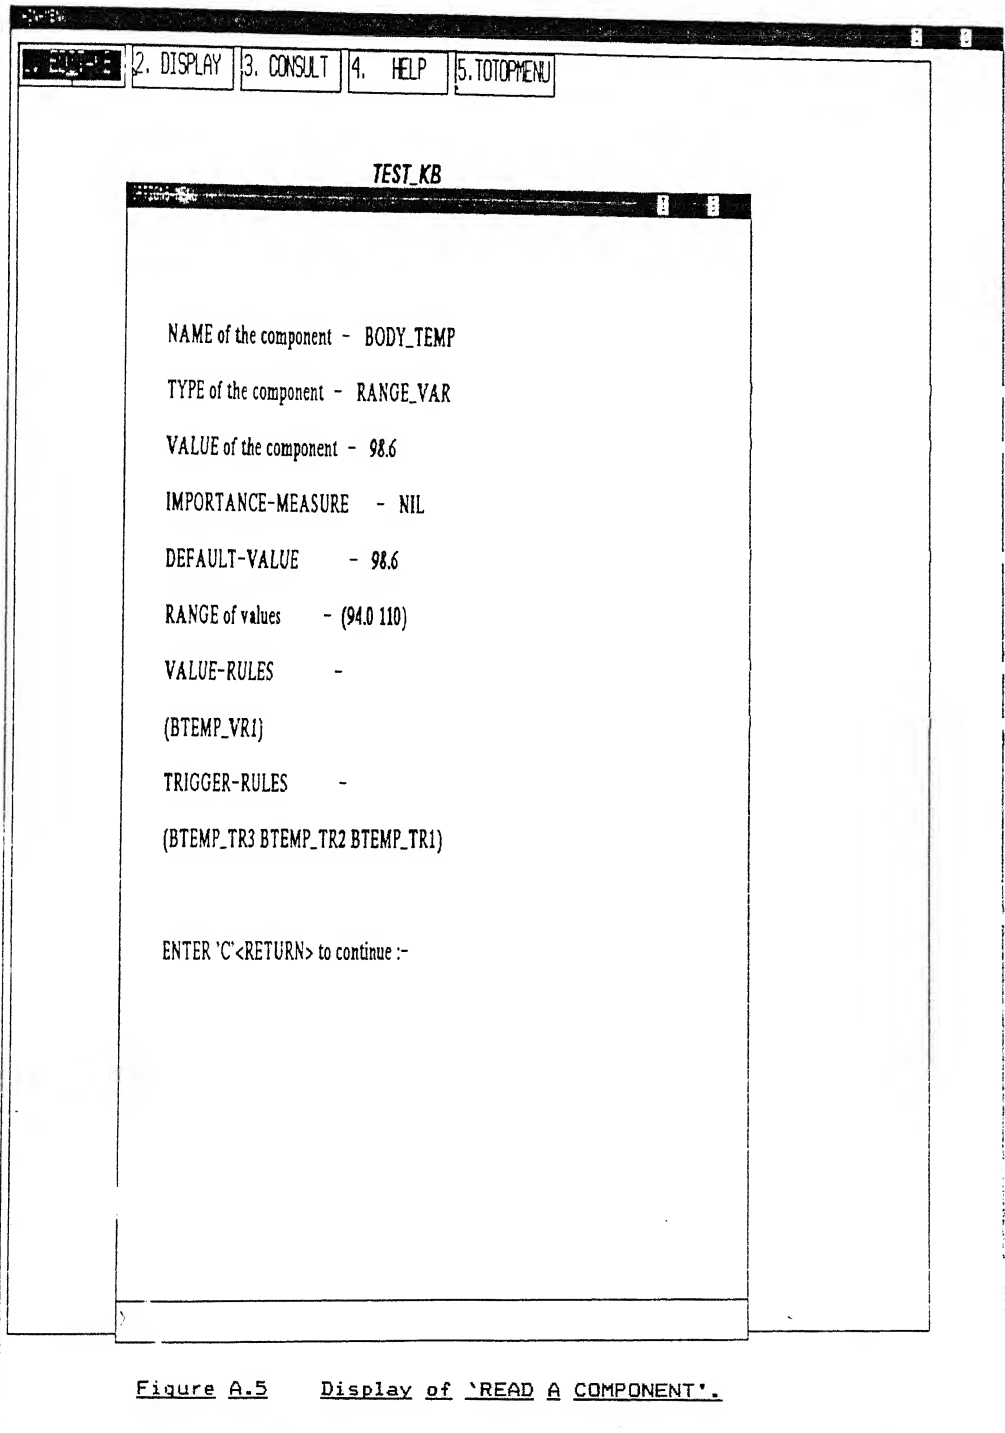 2. DISPLAY 3. CONSULT 4. HELP 5.TOTOPMENU
TEST_KB
NAME of the component - BODY_TEMP
TYPE of the component - RANGE_VAR
VALUE of the component - 98.6
IMPORTANCE-MEASURE - NIL
DEFAULT-VALUE - 98.6
RANGE of values - (94.0 110)
VALUE-RULES -
(BTEMP_VR1)
TRIGGER-RULES -
(BTEMP_TR3 BTEMP_TR2 BTEMP_TR1)
ENTER 'C'<RETURN> to continue :-
Figure A.5 Display of `READ A COMPONENT'.